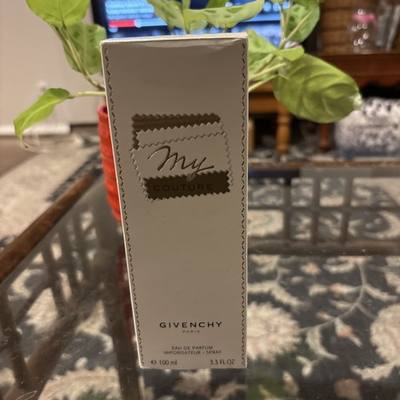 My
COUTURE
GIVENCHY
PARIS
EAU DE PARFUM
VAPORISATEUR - SPRAY
℮ 100 ml 3.3 FL.OZ